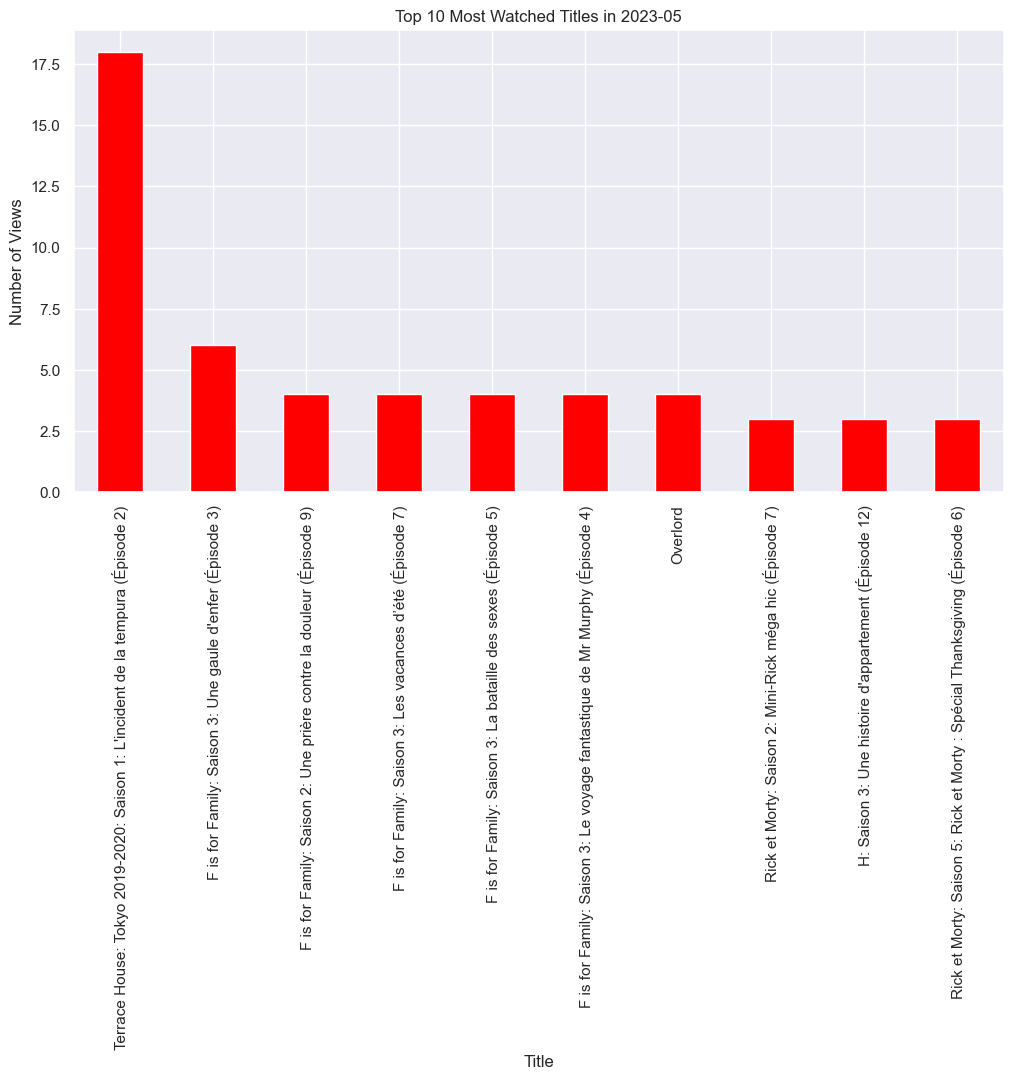 Top 10 Most Watched Titles in 2023-05
Number of Views
17.5
15.0
12.5
10.0
7.5
5.0
2.5
0.0
Terrace House: Tokyo 2019-2020: Saison 1: L'incident de la tempura (Épisode 2)
F is for Family: Saison 3: Une gaule d'enfer (Épisode 3)
F is for Family: Saison 2: Une prière contre la douleur (Épisode 9)
F is for Family: Saison 3: Les vacances d'été (Épisode 7)
F is for Family: Saison 3: La bataille des sexes (Épisode 5)
F is for Family: Saison 3: Le voyage fantastique de Mr Murphy (Épisode 4)
Overlord
Rick et Morty: Saison 2: Mini-Rick méga hic (Épisode 7)
H: Saison 3: Une histoire d'appartement (Épisode 12)
Rick et Morty: Saison 5: Rick et Morty : Spécial Thanksgiving (Épisode 6)
Title